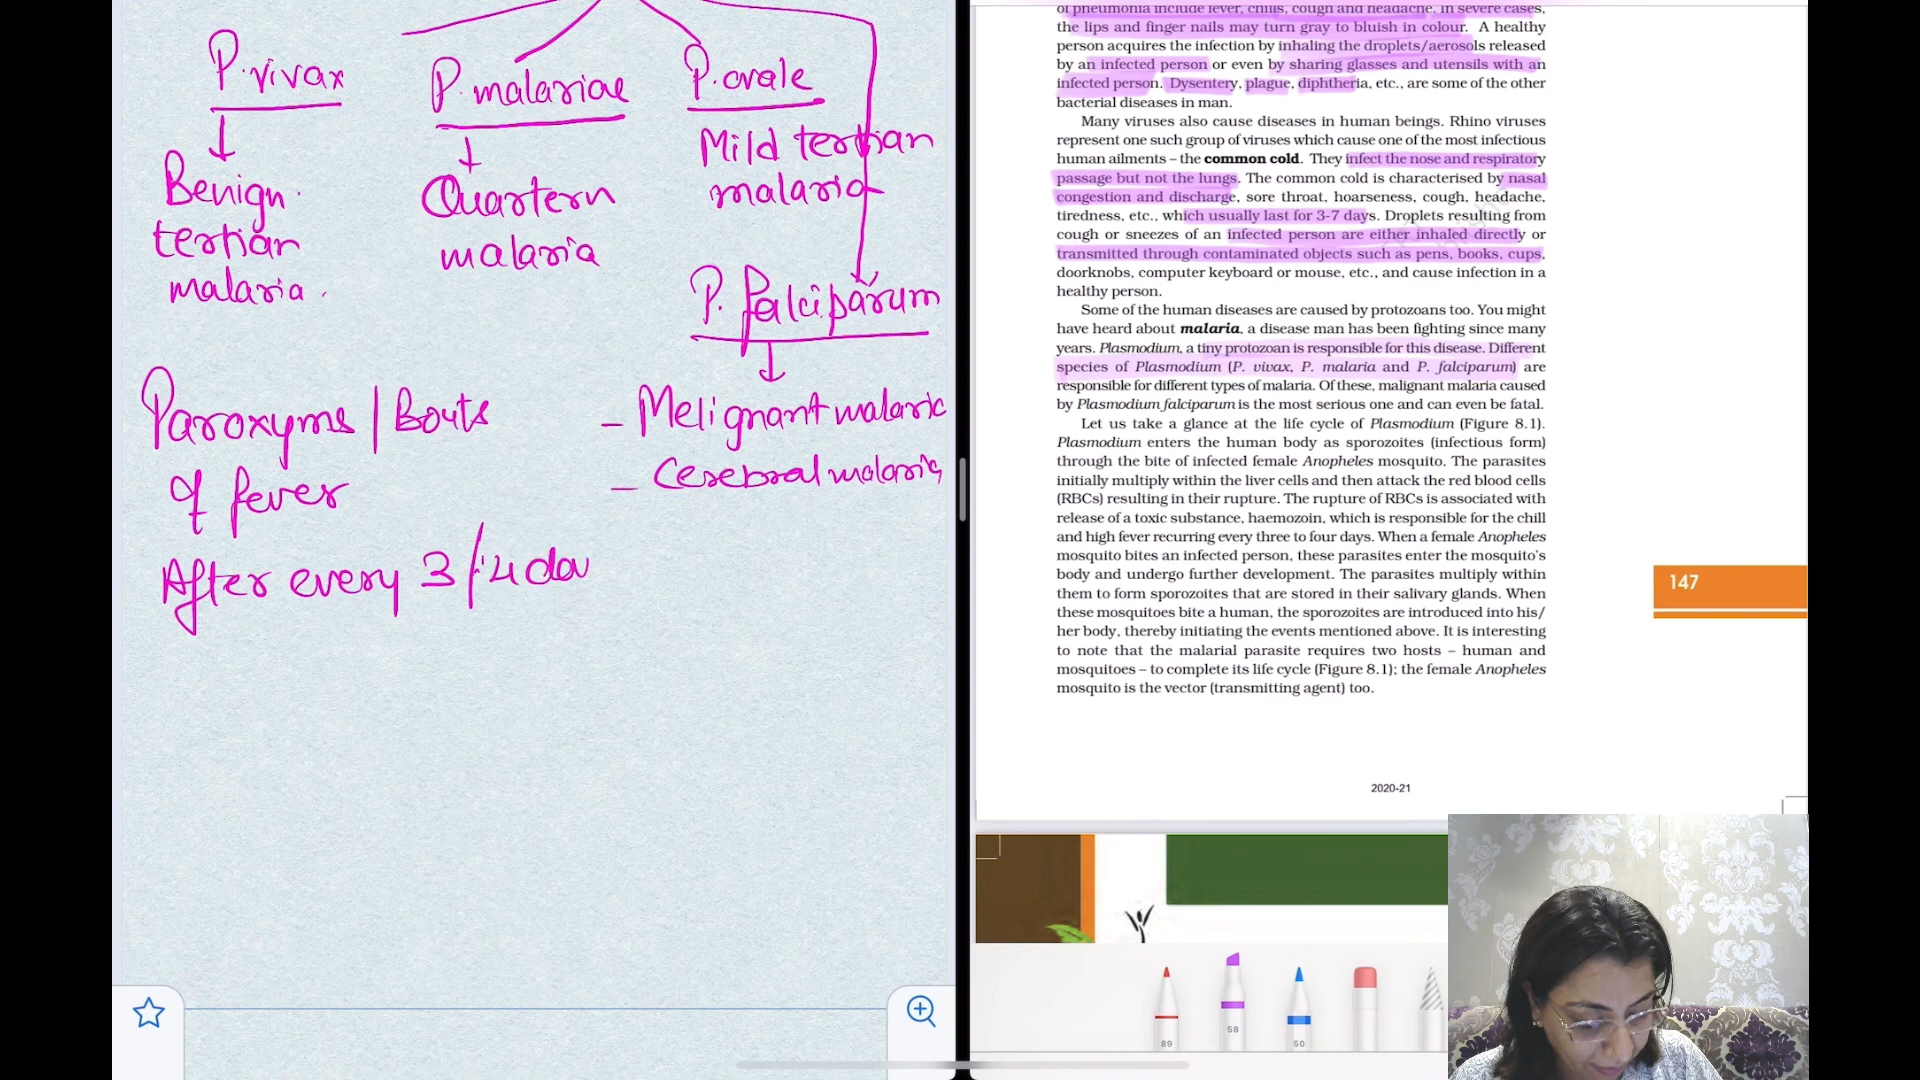 P. vivax
P. malariae
P. ovale
Benign
tertian
malaria.
Quartern
malaria
Mild tertian
malaria
P. falciparum
Paroxyms / Bouts
of fever
After every 3/4 day
- Melignant malaria
- Cerebral malaria
of pneumonia include fever, chills, cough and headache. In severe cases,
the lips and finger nails may turn gray to bluish in colour. A healthy
person acquires the infection by inhaling the droplets/aerosols released
by an infected person or even by sharing glasses and utensils with an
infected person. Dysentery, plague, diphtheria, etc., are some of the other
bacterial diseases in man.
Many viruses also cause diseases in human beings. Rhino viruses
represent one such group of viruses which cause one of the most infectious
human ailments – the common cold. They infect the nose and respiratory
passage but not the lungs. The common cold is characterised by nasal
congestion and discharge, sore throat, hoarseness, cough, headache,
tiredness, etc., which usually last for 3-7 days. Droplets resulting from
cough or sneezes of an infected person are either inhaled directly or
transmitted through contaminated objects such as pens, books, cups,
doorknobs, computer keyboard or mouse, etc., and cause infection in a
healthy person.
Some of the human diseases are caused by protozoans too. You might
have heard about malaria, a disease man has been fighting since many
years. Plasmodium, a tiny protozoan is responsible for this disease. Different
species of Plasmodium (P. vivax, P. malaria and P. falciparum) are
responsible for different types of malaria. Of these, malignant malaria caused
by Plasmodium falciparum is the most serious one and can even be fatal.
Let us take a glance at the life cycle of Plasmodium (Figure 8.1).
Plasmodium enters the human body as sporozoites (infectious form)
through the bite of infected female Anopheles mosquito. The parasites
initially multiply within the liver cells and then attack the red blood cells
(RBCs) resulting in their rupture. The rupture of RBCs is associated with
release of a toxic substance, haemozoin, which is responsible for the chill
and high fever recurring every three to four days. When a female Anopheles
mosquito bites an infected person, these parasites enter the mosquito's
body and undergo further development. The parasites multiply within
them to form sporozoites that are stored in their salivary glands. When
these mosquitoes bite a human, the sporozoites are introduced into his/
her body, thereby initiating the events mentioned above. It is interesting
to note that the malarial parasite requires two hosts – human and
mosquitoes – to complete its life cycle (Figure 8.1); the female Anopheles
mosquito is the vector (transmitting agent) too.
147
2020-21
89
58
50